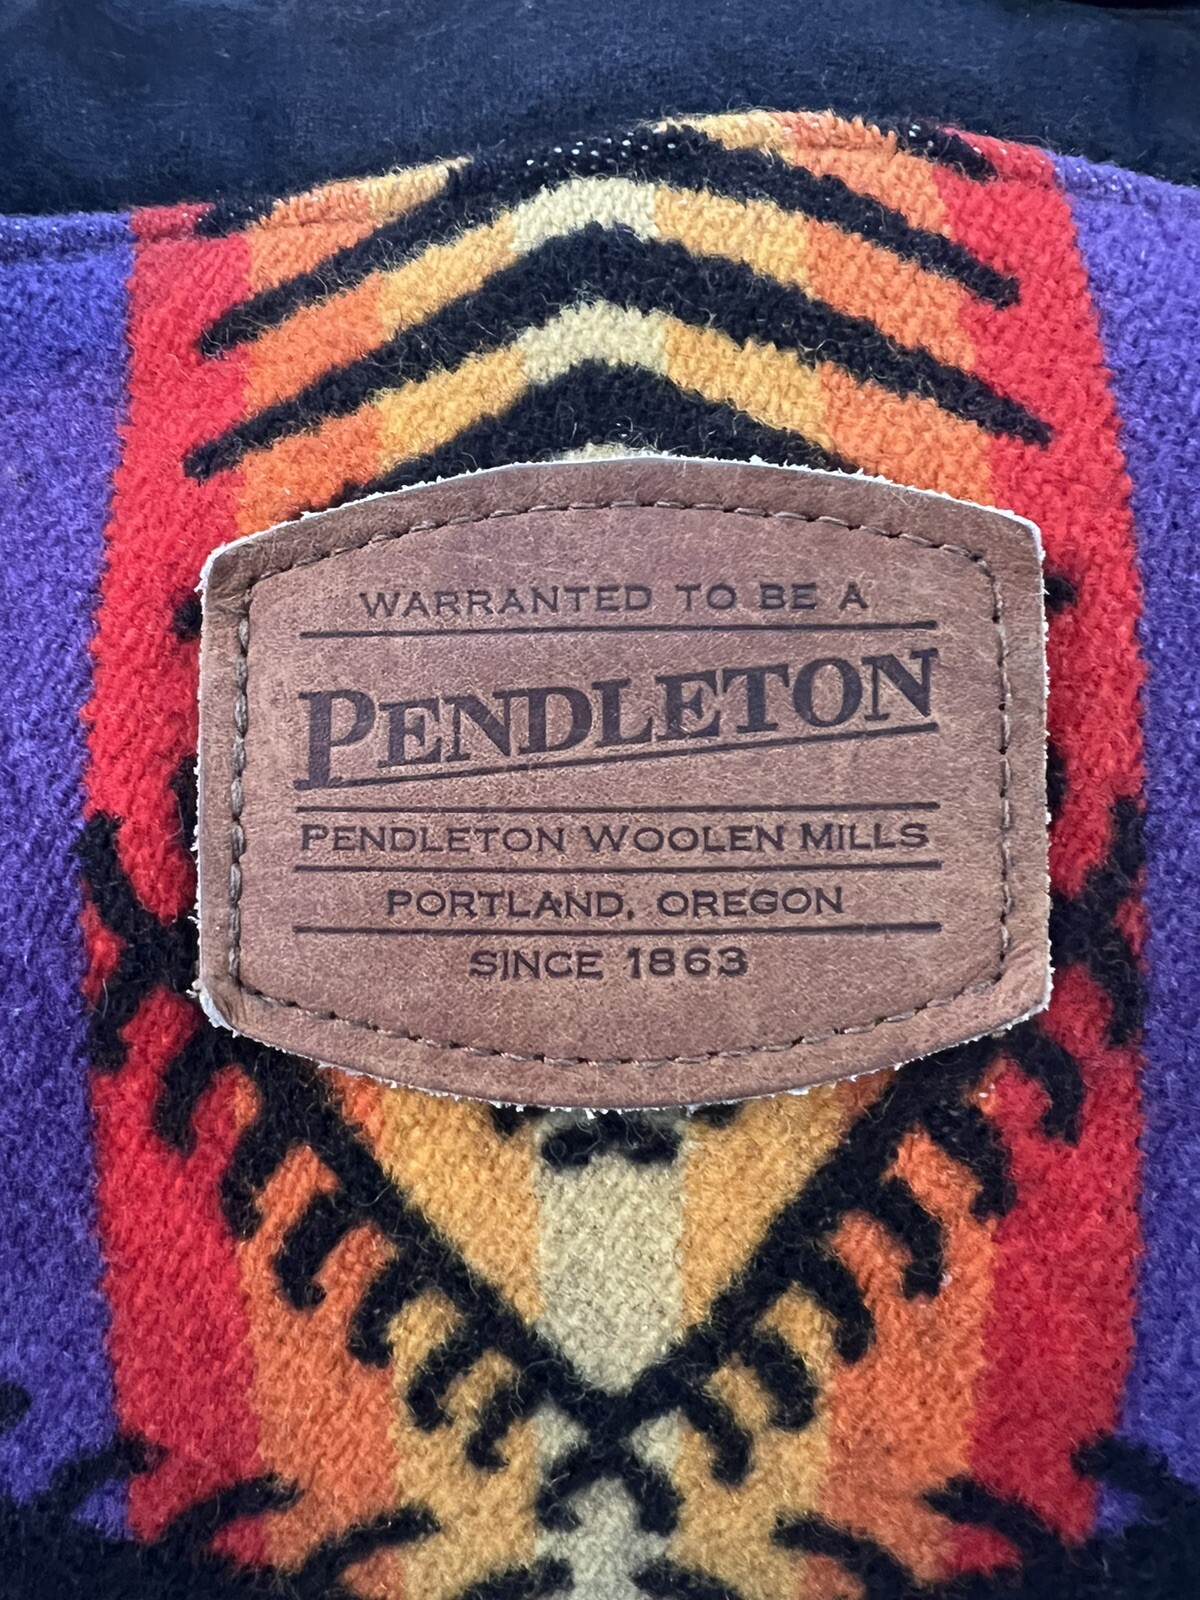 WARRANTED TO BE A
PENDLETON
PENDLETON WOOLEN MILLS
PORTLAND, OREGON
SINCE 1863